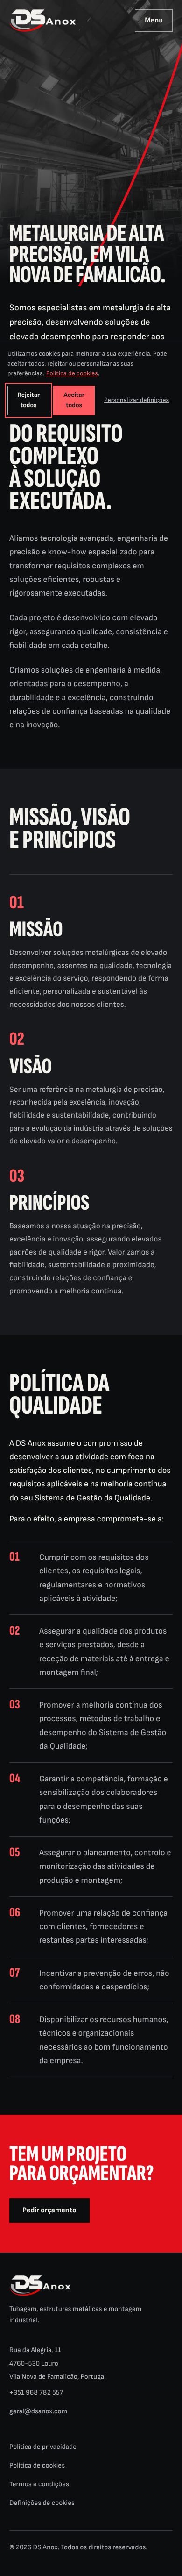 DS Anox
Menu
METALURGIA DE ALTA
PRECISÃO, EM VILA
NOVA DE FAMALICÃO.
Somos especialistas em metalurgia de alta
precisão, desenvolvendo soluções de
elevado desempenho para responder aos
Utilizamos cookies para melhorar a sua experiência. Pode
aceitar todos, rejeitar ou personalizar as suas
preferências. Política de cookies.
Rejeitar
todos
Aceitar
todos
Personalizar definições
DO REQUISITO
COMPLEXO
À SOLUÇÃO
EXECUTADA.
Aliamos tecnologia avançada, engenharia de
precisão e know-how especializado para
transformar requisitos complexos em
soluções eficientes, robustas e
rigorosamente executadas.
Cada projeto é desenvolvido com elevado
rigor, assegurando qualidade, consistência e
fiabilidade em cada detalhe.
Criamos soluções de engenharia à medida,
orientadas para o desempenho, a
durabilidade e a excelência, construindo
relações de confiança baseadas na qualidade
e na inovação.
MISSÃO, VISÃO
E PRINCÍPIOS
01
MISSÃO
Desenvolver soluções metalúrgicas de elevado
desempenho, assentes na qualidade, tecnologia
e excelência do serviço, respondendo de forma
eficiente, personalizada e sustentável às
necessidades dos nossos clientes.
02
VISÃO
Ser uma referência na metalurgia de precisão,
reconhecida pela excelência, inovação,
fiabilidade e sustentabilidade, contribuindo
para a evolução da indústria através de soluções
de elevado valor e desempenho.
03
PRINCÍPIOS
Baseamos a nossa atuação na precisão,
excelência e inovação, assegurando elevados
padrões de qualidade e rigor. Valorizamos a
fiabilidade, sustentabilidade e proximidade,
construindo relações de confiança e
promovendo a melhoria contínua.
POLÍTICA DA
QUALIDADE
A DS Anox assume o compromisso de
desenvolver a sua atividade com foco na
satisfação dos clientes, no cumprimento dos
requisitos aplicáveis e na melhoria contínua
do seu Sistema de Gestão da Qualidade.
Para o efeito, a empresa compromete-se a:
01
Cumprir com os requisitos dos
clientes, os requisitos legais,
regulamentares e normativos
aplicáveis à atividade;
02
Assegurar a qualidade dos produtos
e serviços prestados, desde a
receção de materiais até à entrega e
montagem final;
03
Promover a melhoria contínua dos
processos, métodos de trabalho e
desempenho do Sistema de Gestão
da Qualidade;
04
Garantir a competência, formação e
sensibilização dos colaboradores
para o desempenho das suas
funções;
05
Assegurar o planeamento, controlo e
monitorização das atividades de
produção e montagem;
06
Promover uma relação de confiança
com clientes, fornecedores e
restantes partes interessadas;
07
Incentivar a prevenção de erros, não
conformidades e desperdícios;
08
Disponibilizar os recursos humanos,
técnicos e organizacionais
necessários ao bom funcionamento
da empresa.
TEM UM PROJETO
PARA ORÇAMENTAR?
Pedir orçamento
DS Anox
Tubagem, estruturas metálicas e montagem
industrial.
Rua da Alegria, 11
4760-530 Louro
Vila Nova de Famalicão, Portugal
+351 968 782 557
geral@dsanox.com
Política de privacidade
Política de cookies
Termos e condições
Definições de cookies
© 2026 DS Anox. Todos os direitos reservados.